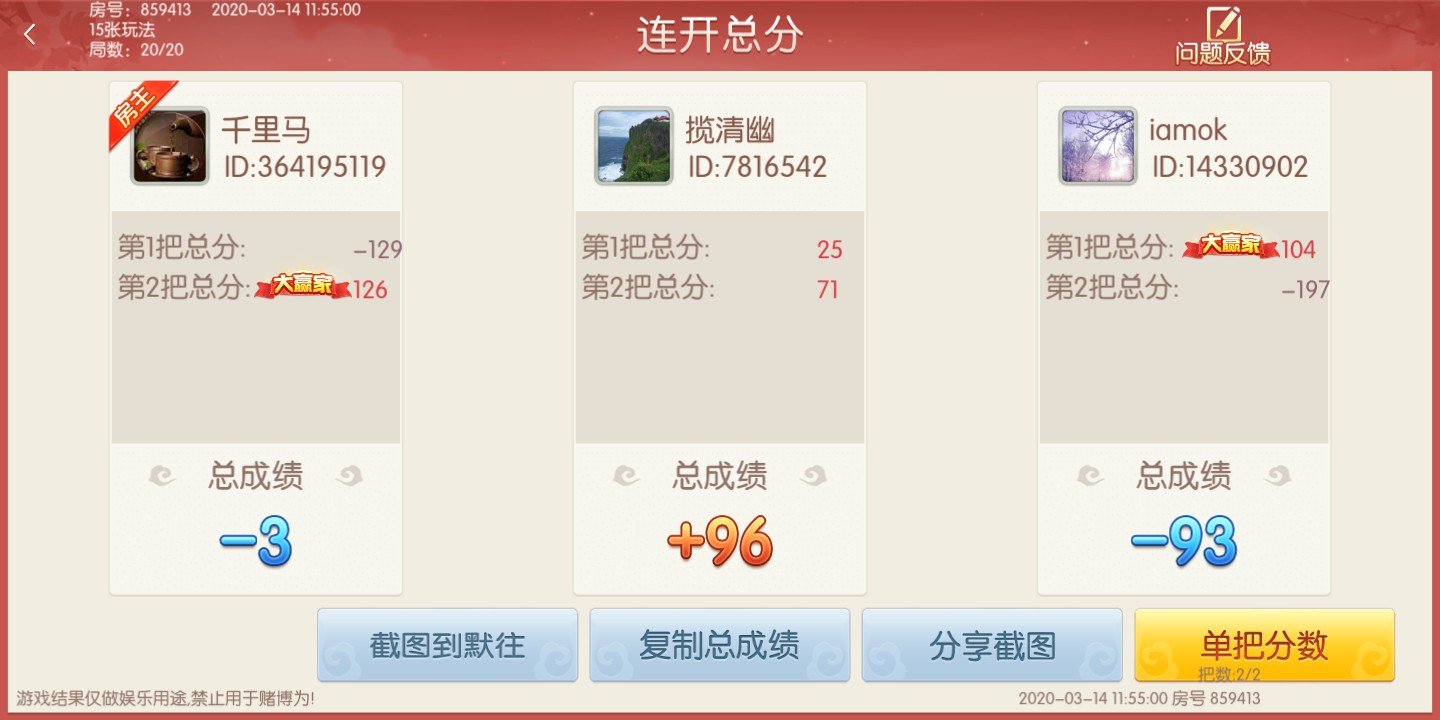 房号：859413 2020-03-14 11:55:00
15张玩法
局数：20/20
连开总分
问题反馈
房主
千里马
ID:364195119
第1把总分: -129
第2把总分: 大赢家 126
总成绩
-3
揽清幽
ID:7816542
第1把总分: 25
第2把总分: 71
总成绩
+96
iamok
ID:14330902
第1把总分: 大赢家 104
第2把总分: -197
总成绩
-93
截图到默往
复制总成绩
分享截图
单把分数
把数:2/2
游戏结果仅做娱乐用途,禁止用于赌博为!
2020-03-14 11:55:00 房号 859413